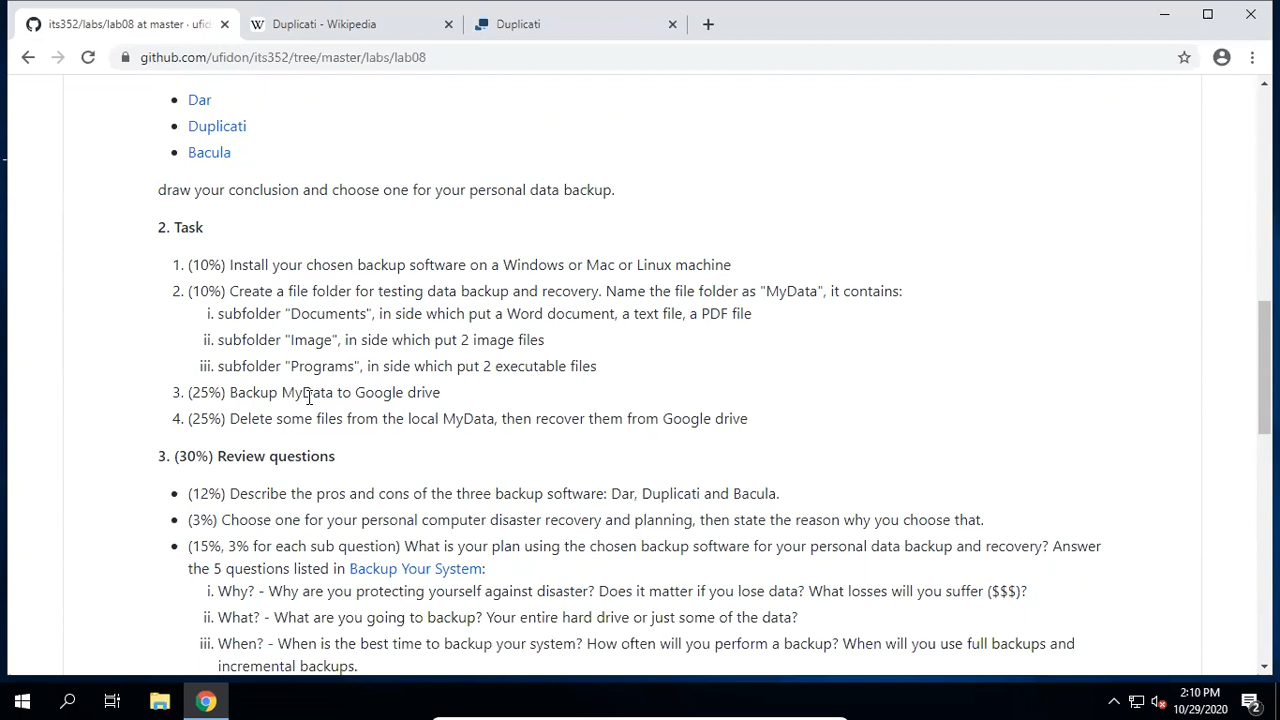 its352/labs/lab08 at master · ufid
Duplicati - Wikipedia
Duplicati
github.com/ufidon/its352/tree/master/labs/lab08
• Dar
• Duplicati
• Bacula
draw your conclusion and choose one for your personal data backup.
2. Task
1. (10%) Install your chosen backup software on a Windows or Mac or Linux machine
2. (10%) Create a file folder for testing data backup and recovery. Name the file folder as "MyData", it contains:
i. subfolder "Documents", in side which put a Word document, a text file, a PDF file
ii. subfolder "Image", in side which put 2 image files
iii. subfolder "Programs", in side which put 2 executable files
3. (25%) Backup MyData to Google drive
4. (25%) Delete some files from the local MyData, then recover them from Google drive
3. (30%) Review questions
• (12%) Describe the pros and cons of the three backup software: Dar, Duplicati and Bacula.
• (3%) Choose one for your personal computer disaster recovery and planning, then state the reason why you choose that.
• (15%, 3% for each sub question) What is your plan using the chosen backup software for your personal data backup and recovery? Answer
the 5 questions listed in Backup Your System:
i. Why? - Why are you protecting yourself against disaster? Does it matter if you lose data? What losses will you suffer ($$$)?
ii. What? - What are you going to backup? Your entire hard drive or just some of the data?
iii. When? - When is the best time to backup your system? How often will you perform a backup? When will you use full backups and
incremental backups.
2:10 PM
10/29/2020
2